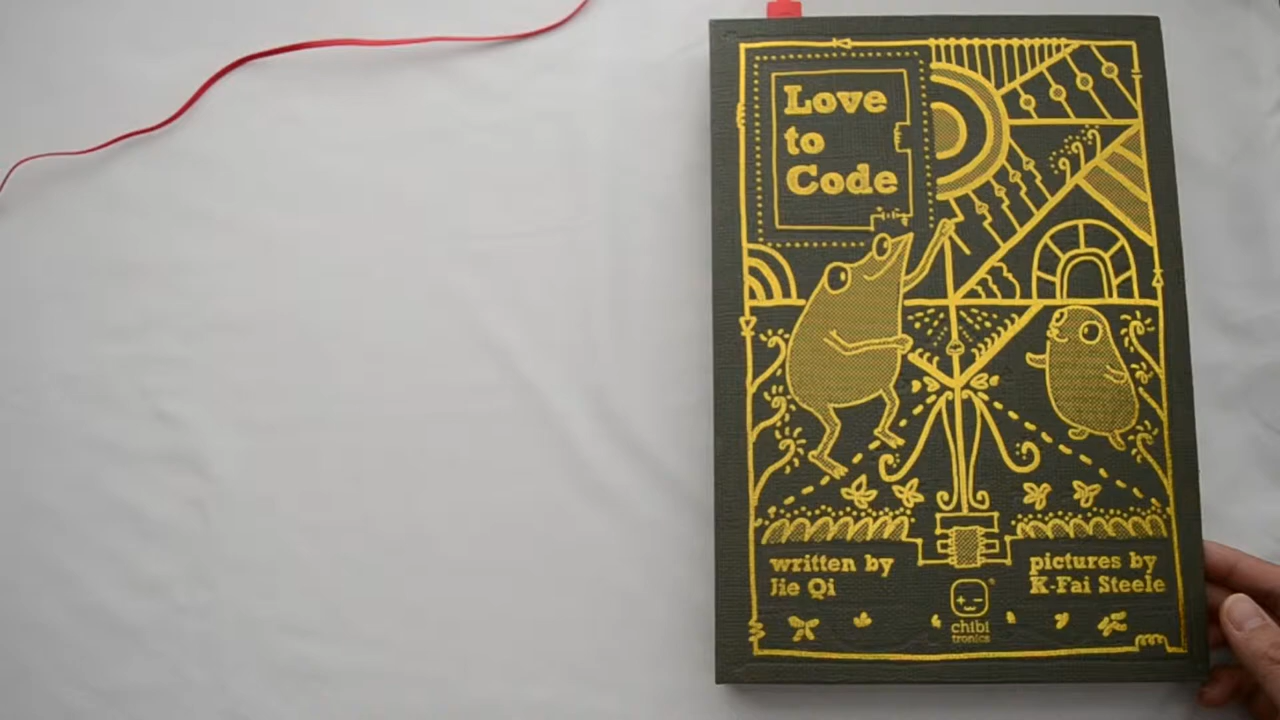 Love
to
Code
written by
Jie Qi
pictures by
K-Fai Steele
chibi
tronics